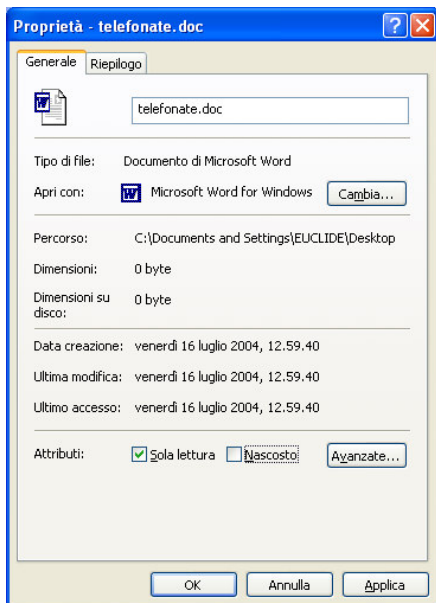 Proprietà - telefonate.doc
Generale Riepilogo
telefonate.doc
Tipo di file: Documento di Microsoft Word
Apri con: Microsoft Word for Windows Cambia...
Percorso: C:\Documents and Settings\EUCLIDE\Desktop
Dimensioni: 0 byte
Dimensioni su
disco: 0 byte
Data creazione: venerdì 16 luglio 2004, 12.59.40
Ultima modifica: venerdì 16 luglio 2004, 12.59.40
Ultimo accesso: venerdì 16 luglio 2004, 12.59.40
Attributi: Sola lettura Nascosto Avanzate...
OK Annulla Applica